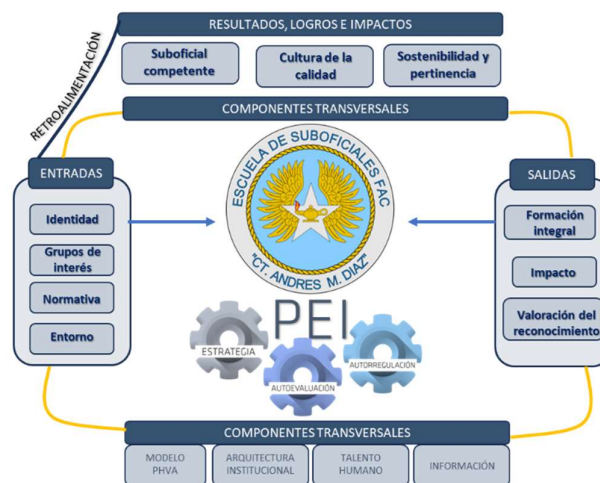 RESULTADOS, LOGROS E IMPACTOS
Suboficial
competente
Cultura de la
calidad
Sostenibilidad y
pertinencia
RETROALIMENTACIÓN
COMPONENTES TRANSVERSALES
ENTRADAS
Identidad
Grupos de
interés
Normativa
Entorno
ESCUELA DE SUBOFICIALES FAC
"CT. ANDRES M. DIAZ"
SALIDAS
Formación
integral
Impacto
Valoración del
reconocimiento
PEI
ESTRATEGIA
AUTOEVALUACIÓN
AUTORREGULACIÓN
COMPONENTES TRANSVERSALES
MODELO
PHVA
ARQUITECTURA
INSTITUCIONAL
TALENTO
HUMANO
INFORMACIÓN